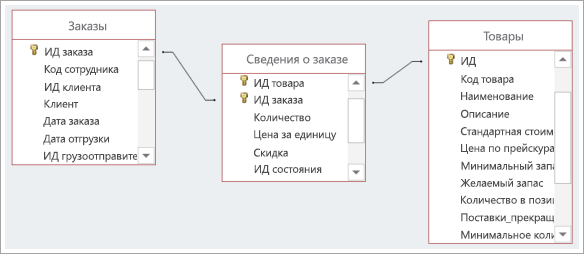 Заказы
ИД заказа
Код сотрудника
ИД клиента
Клиент
Дата заказа
Дата отгрузки
ИД грузоотправите
Сведения о заказе
ИД товара
ИД заказа
Количество
Цена за единицу
Скидка
ИД состояния
Товары
ИД
Код товара
Наименование
Описание
Стандартная стоим
Цена по прейскура
Минимальный запа
Желаемый запас
Количество в пози
Поставки_прекращ
Минимальное коли